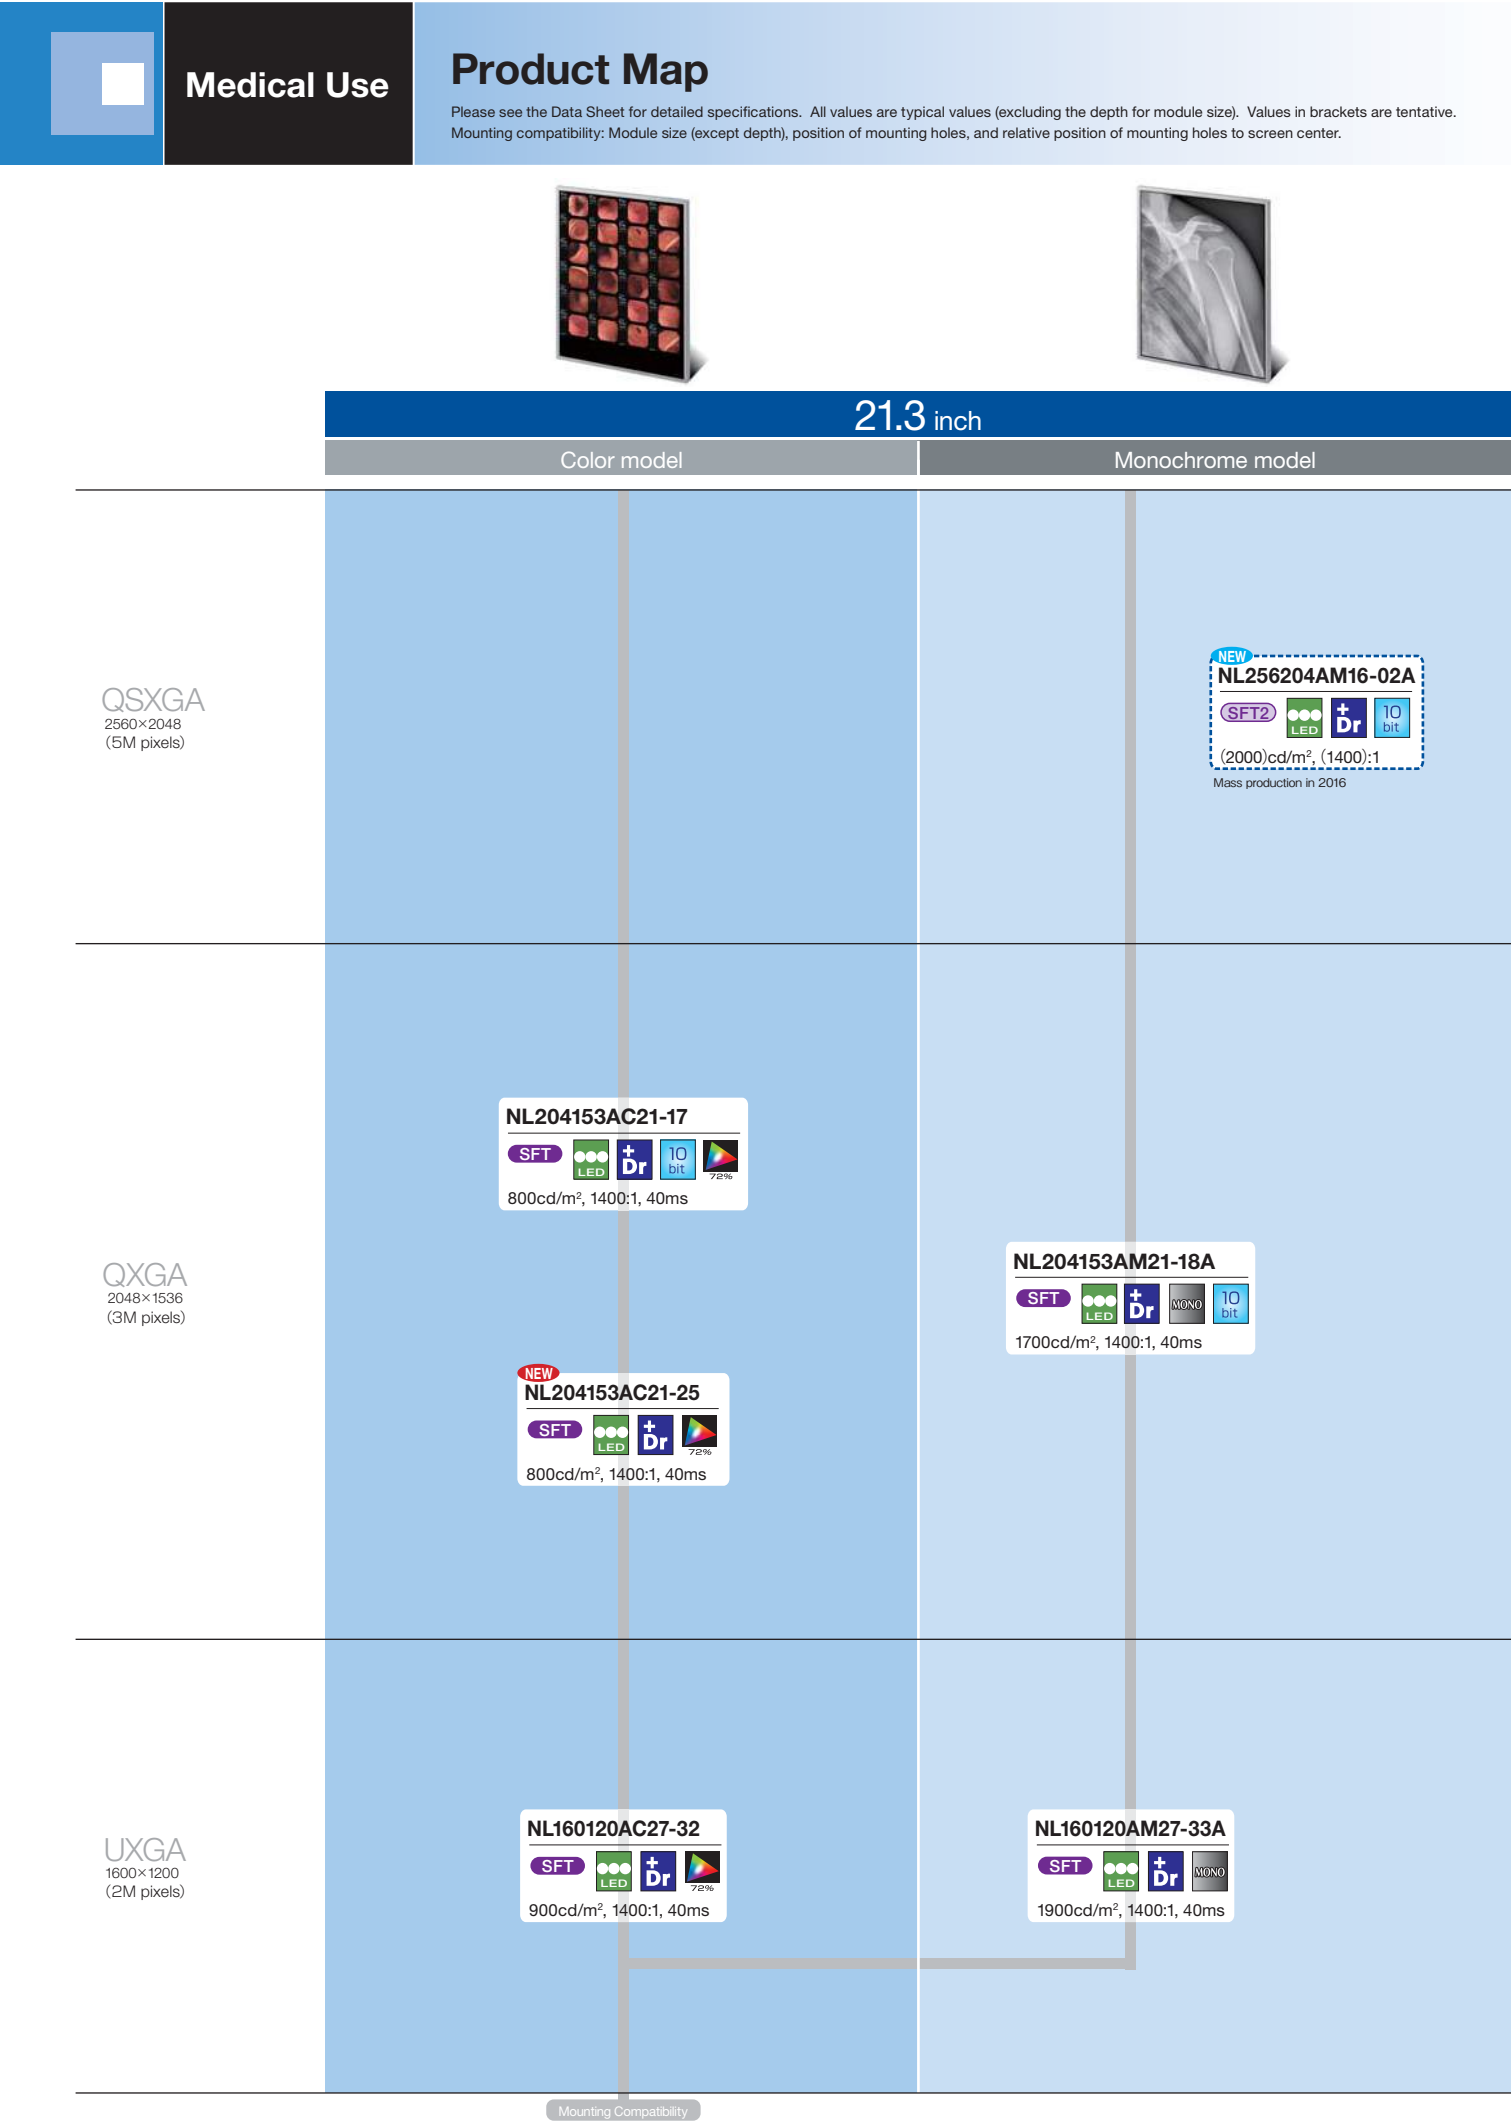 Medical Use
Product Map
Please see the Data Sheet for detailed specifications. All values are typical values (excluding the depth for module size). Values in brackets are tentative.
Mounting compatibility: Module size (except depth), position of mounting holes, and relative position of mounting holes to screen center.
21.3 inch
Color model
Monochrome model
QSXGA
2560×2048
(5M pixels)
NEW
NL256204AM16-02A
SFT2 LED +Dr 10 bit
(2000)cd/m², (1400):1
Mass production in 2016
QXGA
2048×1536
(3M pixels)
NL204153AC21-17
SFT LED +Dr 10 bit 72%
800cd/m², 1400:1, 40ms
NL204153AM21-18A
SFT LED +Dr MONO 10 bit
1700cd/m², 1400:1, 40ms
NEW
NL204153AC21-25
SFT LED +Dr 72%
800cd/m², 1400:1, 40ms
UXGA
1600×1200
(2M pixels)
NL160120AC27-32
SFT LED +Dr 72%
900cd/m², 1400:1, 40ms
NL160120AM27-33A
SFT LED +Dr MONO
1900cd/m², 1400:1, 40ms
Mounting Compatibility